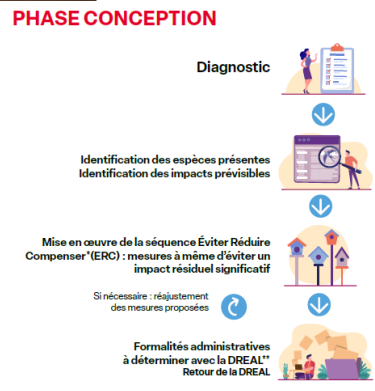 PHASE CONCEPTION
Diagnostic
Identification des espèces présentes
Identification des impacts prévisibles
Mise en œuvre de la séquence Éviter Réduire
Compenser*(ERC) : mesures à même d'éviter un
impact résiduel significatif
Si nécessaire : réajustement
des mesures proposées
Formalités administratives
à déterminer avec la DREAL**
Retour de la DREAL